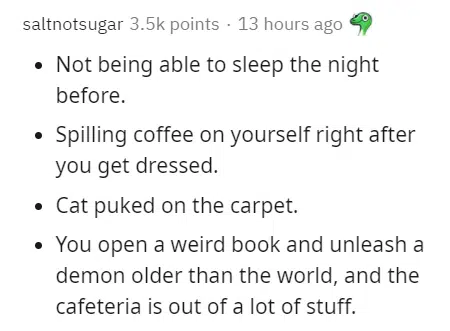 saltnotsugar 3.5k points · 13 hours ago
• Not being able to sleep the night
before.
• Spilling coffee on yourself right after
you get dressed.
• Cat puked on the carpet.
• You open a weird book and unleash a
demon older than the world, and the
cafeteria is out of a lot of stuff.